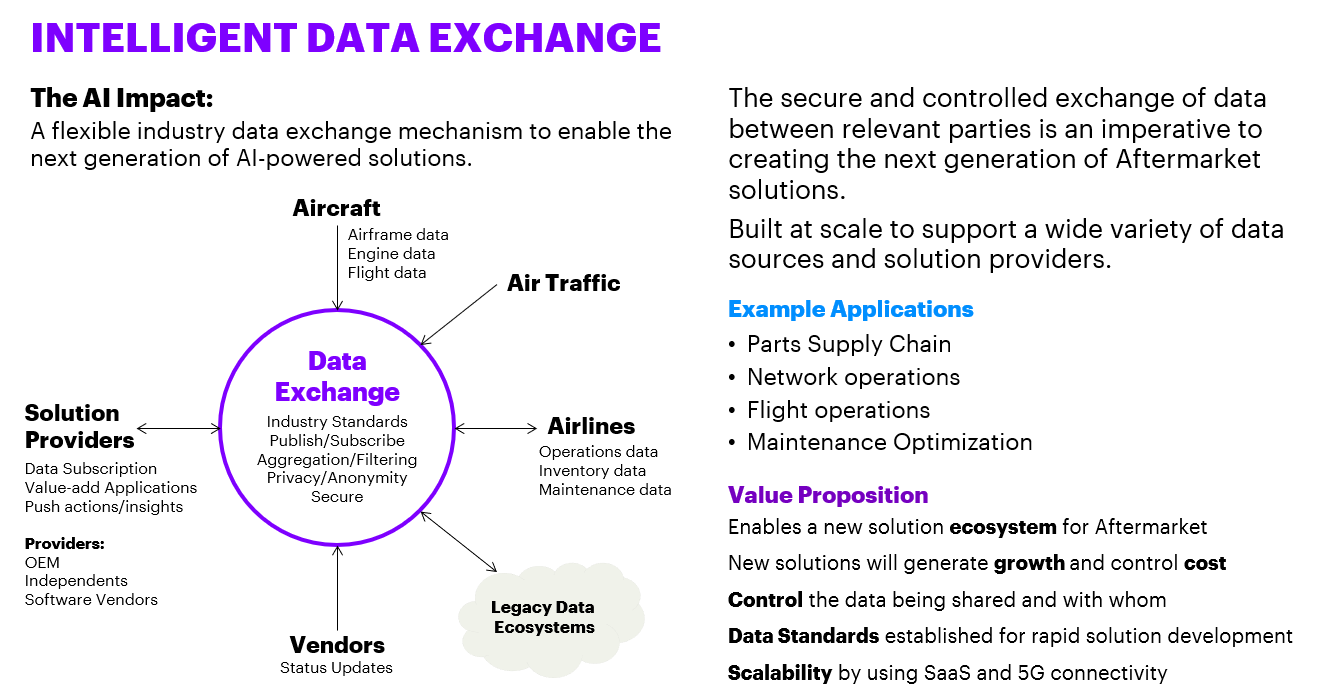 INTELLIGENT DATA EXCHANGE
The AI Impact:
A flexible industry data exchange mechanism to enable the
next generation of AI-powered solutions.
Aircraft
Airframe data
Engine data
Flight data
Air Traffic
Data
Exchange
Industry Standards
Publish/Subscribe
Aggregation/Filtering
Privacy/Anonymity
Secure
Solution
Providers
Data Subscription
Value-add Applications
Push actions/insights
Providers:
OEM
Independents
Software Vendors
Airlines
Operations data
Inventory data
Maintenance data
Legacy Data
Ecosystems
Vendors
Status Updates
The secure and controlled exchange of data
between relevant parties is an imperative to
creating the next generation of Aftermarket
solutions.
Built at scale to support a wide variety of data
sources and solution providers.
Example Applications
• Parts Supply Chain
• Network operations
• Flight operations
• Maintenance Optimization
Value Proposition
Enables a new solution ecosystem for Aftermarket
New solutions will generate growth and control cost
Control the data being shared and with whom
Data Standards established for rapid solution development
Scalability by using SaaS and 5G connectivity